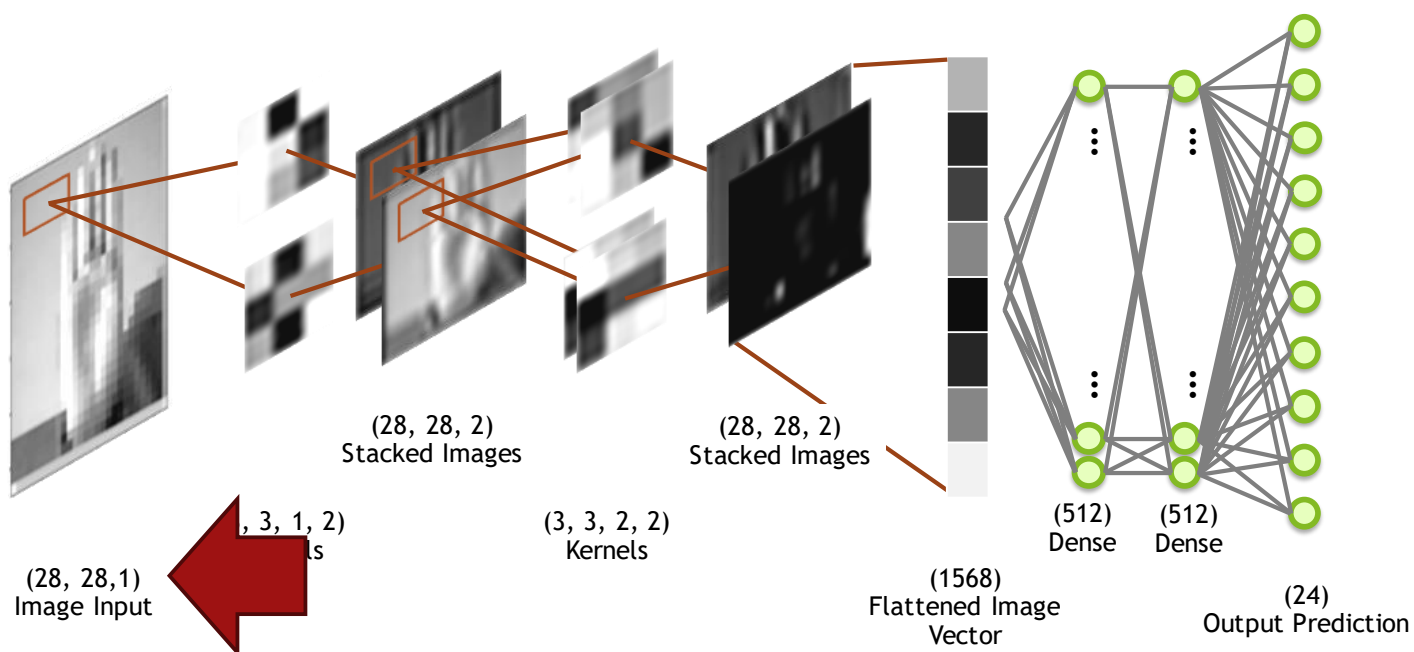 (28, 28, 2)
Stacked Images
(28, 28, 2)
Stacked Images
, 3, 1, 2)
(3, 3, 2, 2)
Kernels
(512)
Dense
(512)
Dense
(28, 28,1)
Image Input
(1568)
Flattened Image
Vector
(24)
Output Prediction